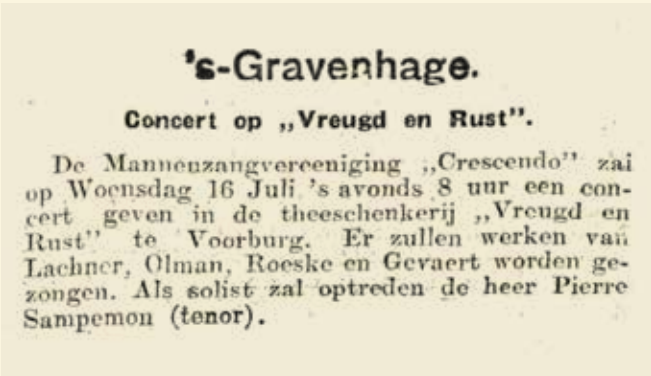 's-Gravenhage.
Concert op „Vreugd en Rust”.
De Mannenzangvereeniging „Crescendo” zal
op Woensdag 16 Juli 's avonds 8 uur een con-
cert geven in de theeschenkerij „Vreugd en
Rust” te Voorburg. Er zullen werken van
Lachner, Olman, Roeske en Gevaert worden ge-
zongen. Als solist zal optreden de heer Pierre
Sampemon (tenor).